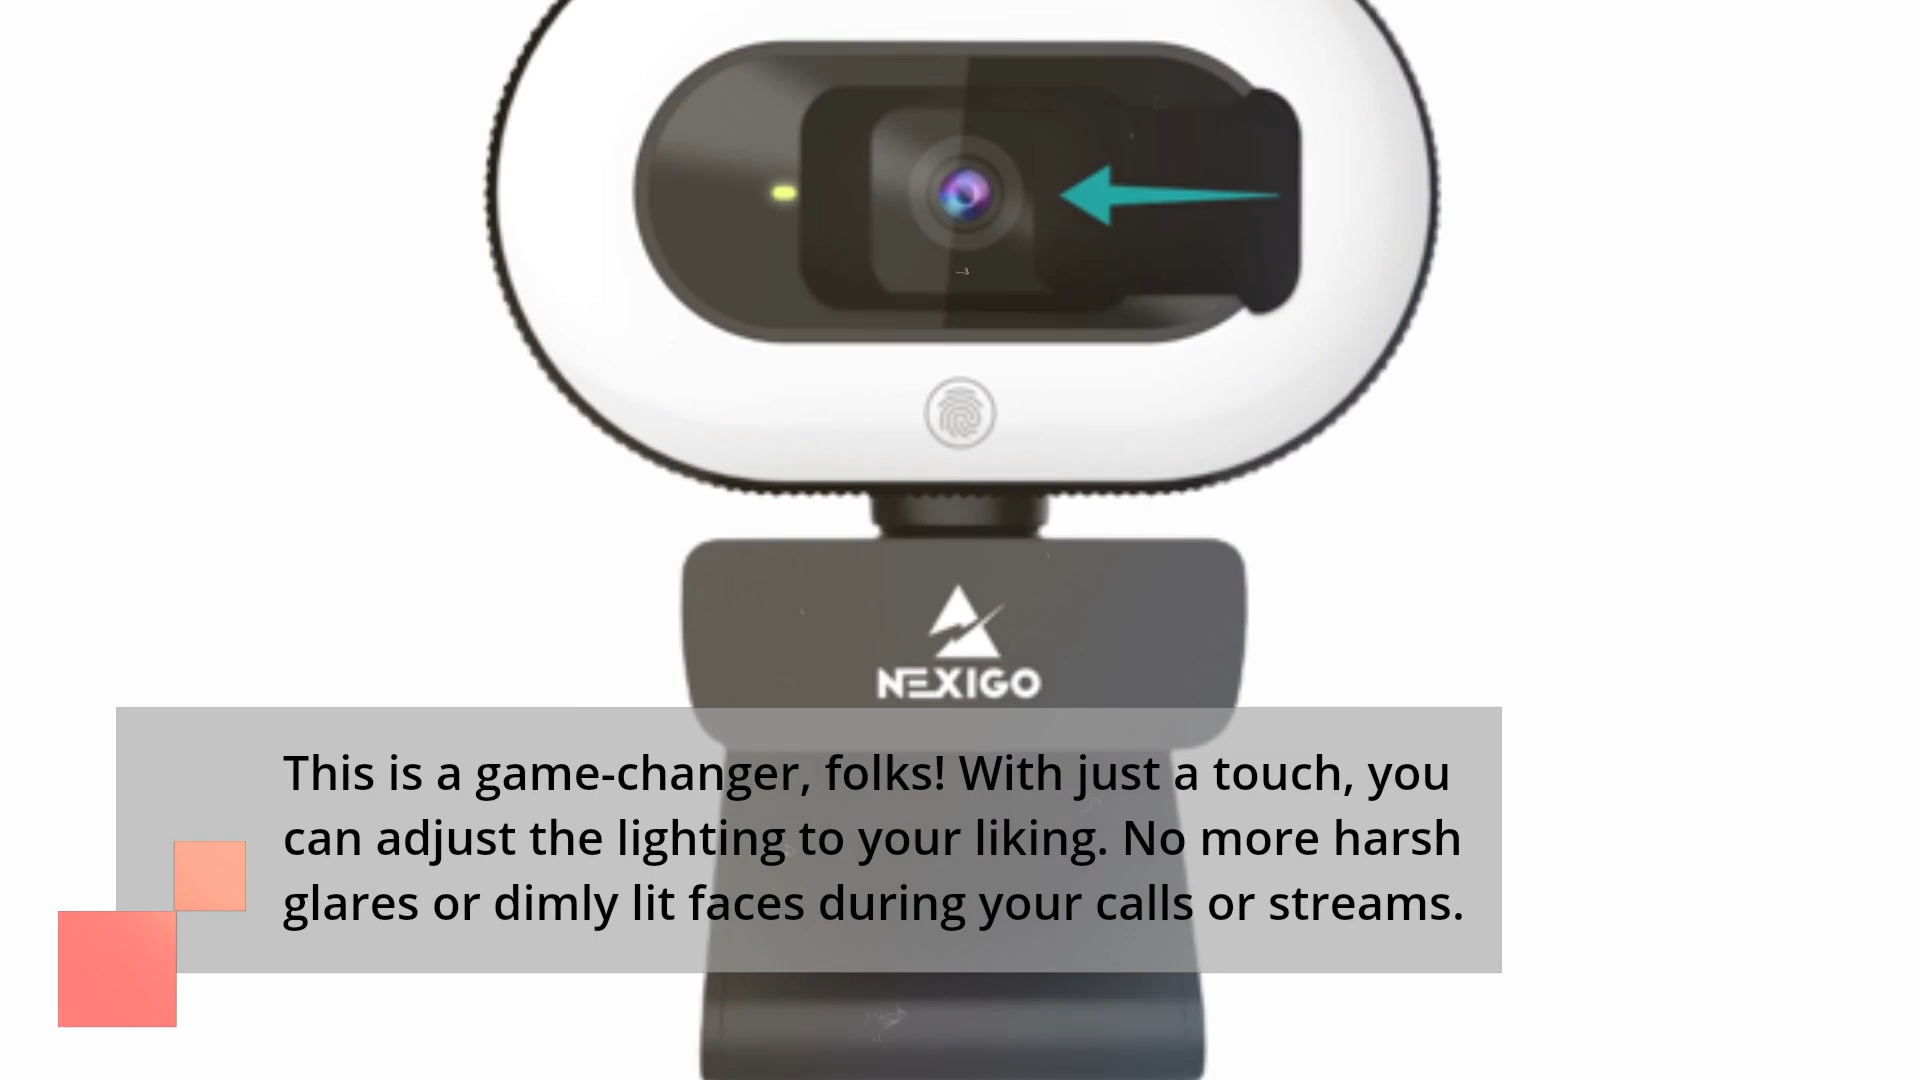 NEXIGO
This is a game-changer, folks! With just a touch, you
can adjust the lighting to your liking. No more harsh
glares or dimly lit faces during your calls or streams.